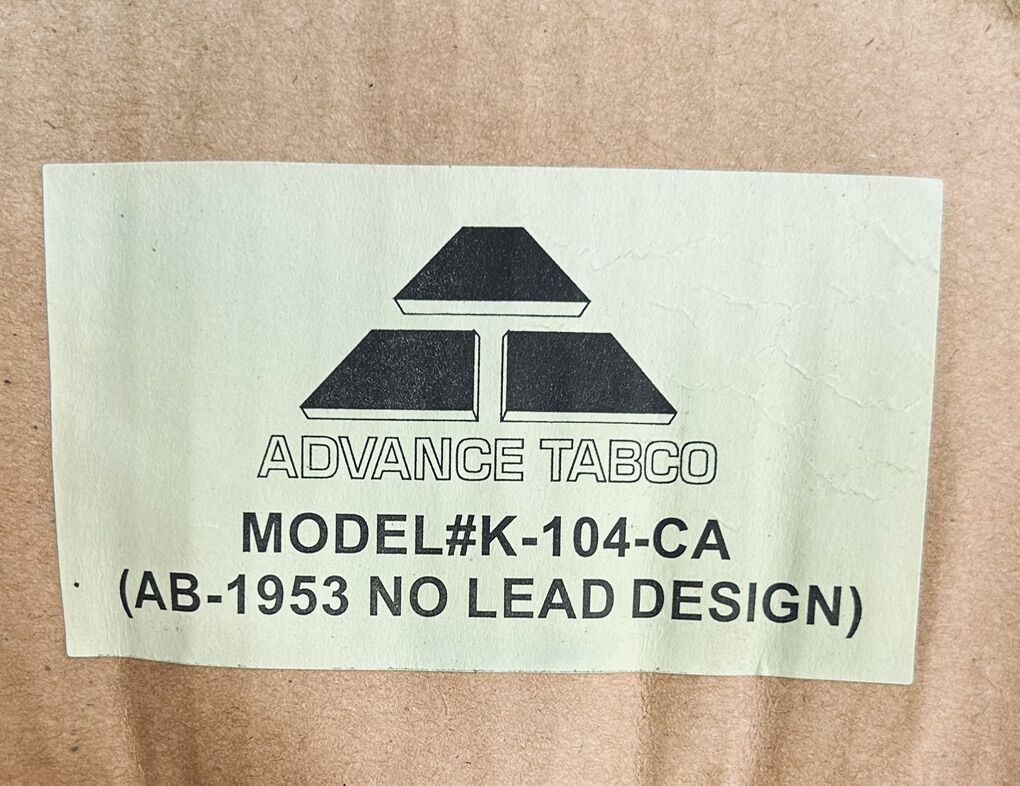 ADVANCE TABCO
MODEL#K-104-CA
(AB-1953 NO LEAD DESIGN)